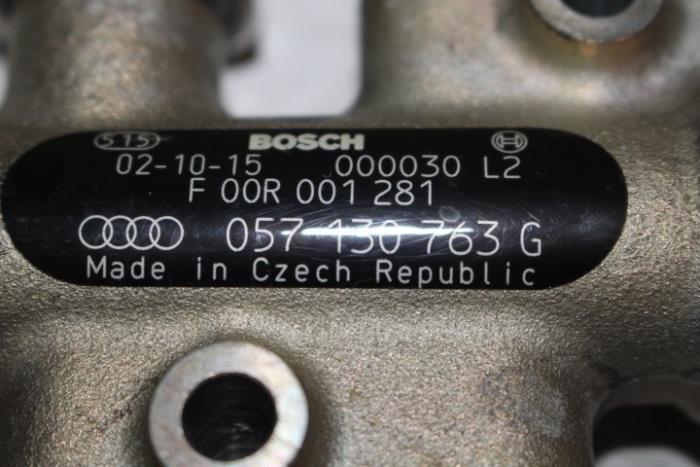 515 BOSCH
02-10-15 000030 L2
F 00R 001 281
057 130 763 G
Made in Czech Republic